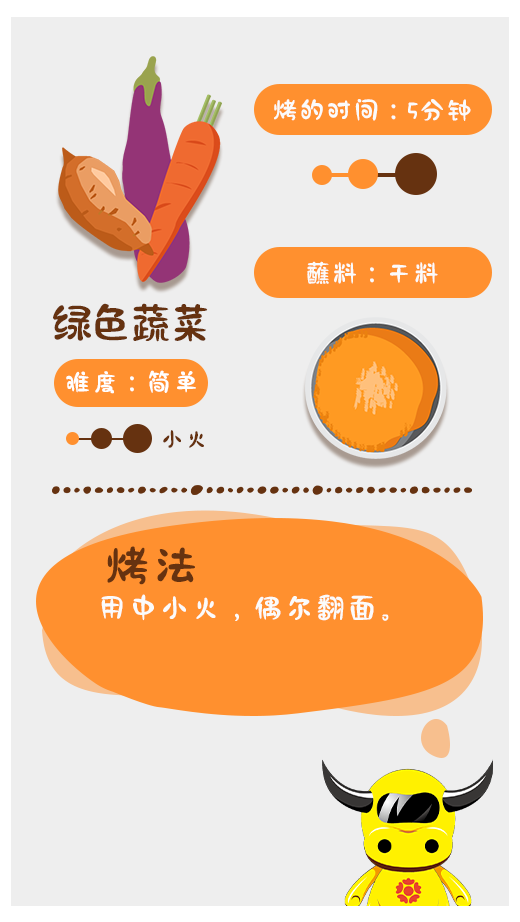 烤的时间：5分钟
蘸料：干料
绿色蔬菜
难度：简单
小火
烤法
用中小火，偶尔翻面。